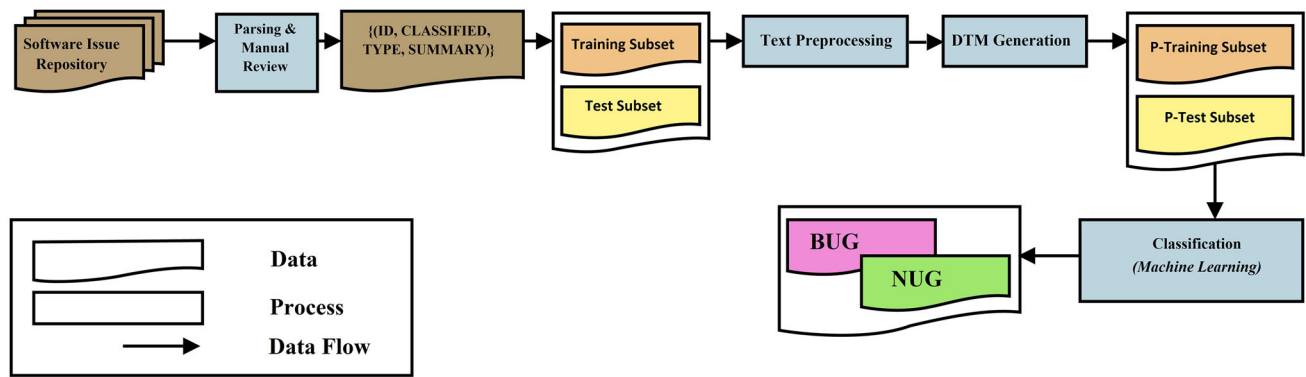 Software Issue
Repository
Parsing &
Manual
Review
{(ID, CLASSIFIED,
TYPE, SUMMARY)}
Training Subset
Test Subset
Text Preprocessing
DTM Generation
P-Training Subset
P-Test Subset
Classification
(Machine Learning)
BUG
NUG
Data
Process
Data Flow